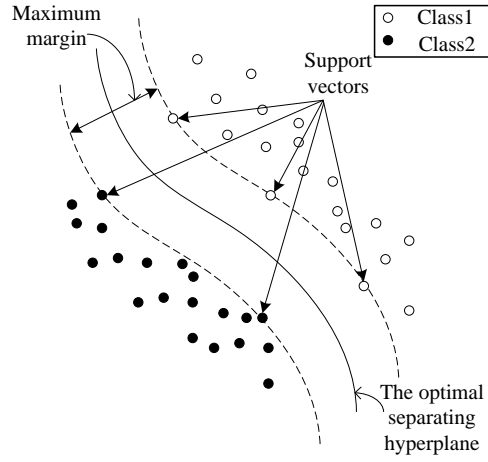 Maximum
margin
Class1
Class2
Support
vectors
The optimal
separating
hyperplane